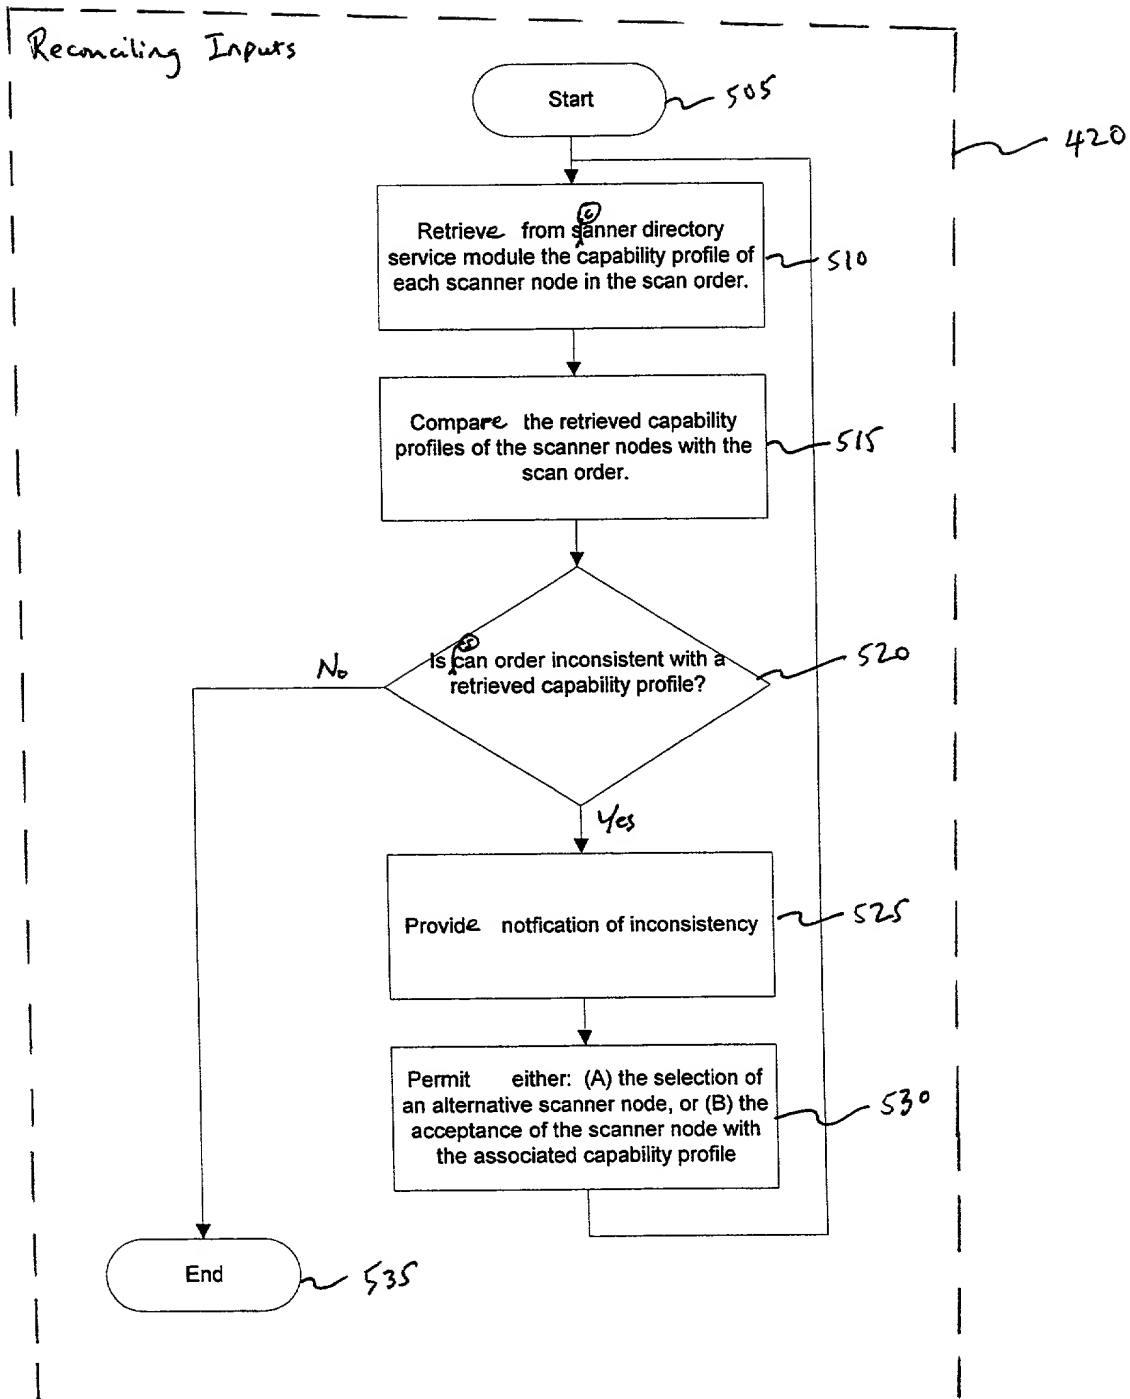 Reconciling Inputs
Start
505
420
Retrieve from scanner directory
service module the capability profile of
each scanner node in the scan order.
510
Compare the retrieved capability
profiles of the scanner nodes with the
scan order.
515
Is scan order inconsistent with a
retrieved capability profile?
520
No
Yes
Provide notfication of inconsistency
525
Permit either: (A) the selection of
an alternative scanner node, or (B) the
acceptance of the scanner node with
the associated capability profile
530
End
535